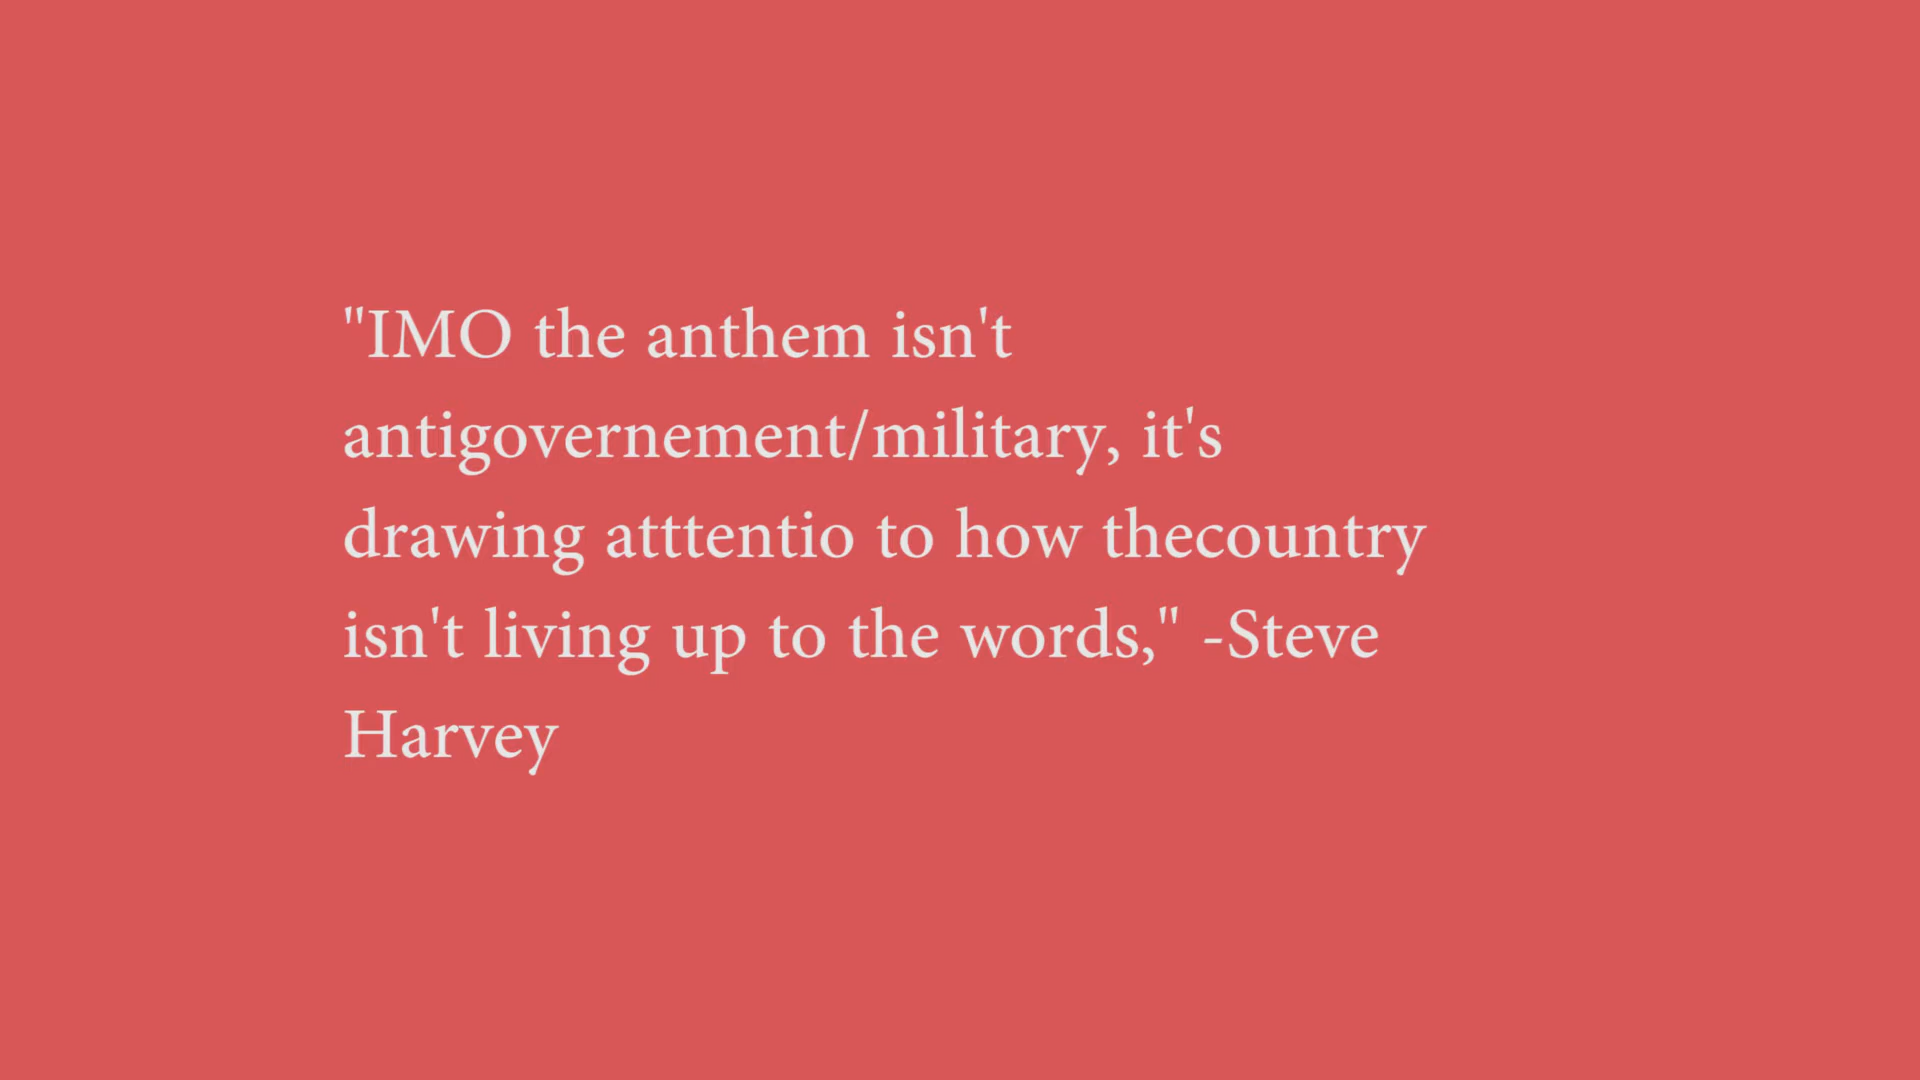 "IMO the anthem isn't
antigovernement/military, it's
drawing atttentio to how thecountry
isn't living up to the words," -Steve
Harvey